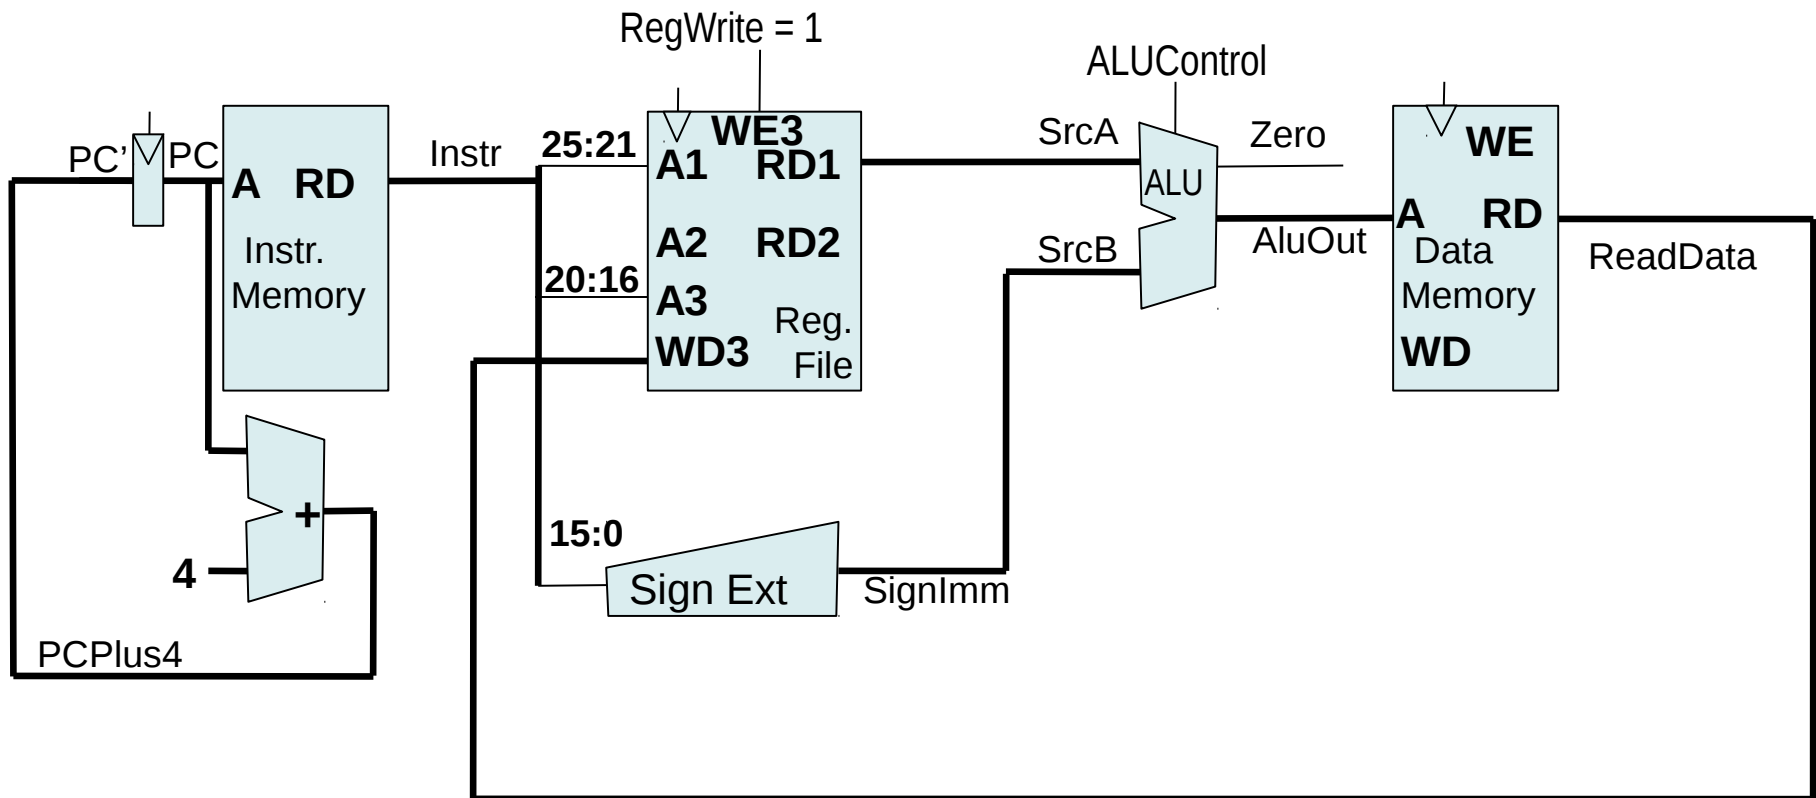 RegWrite = 1
ALUControl
PC’
PC
A RD
Instr.
Memory
Instr
25:21
20:16
WE3
A1 RD1
A2 RD2
A3
WD3
Reg.
File
SrcA
SrcB
ALU
Zero
AluOut
WE
A RD
Data
Memory
WD
ReadData
+
4
PCPlus4
15:0
Sign Ext
SignImm